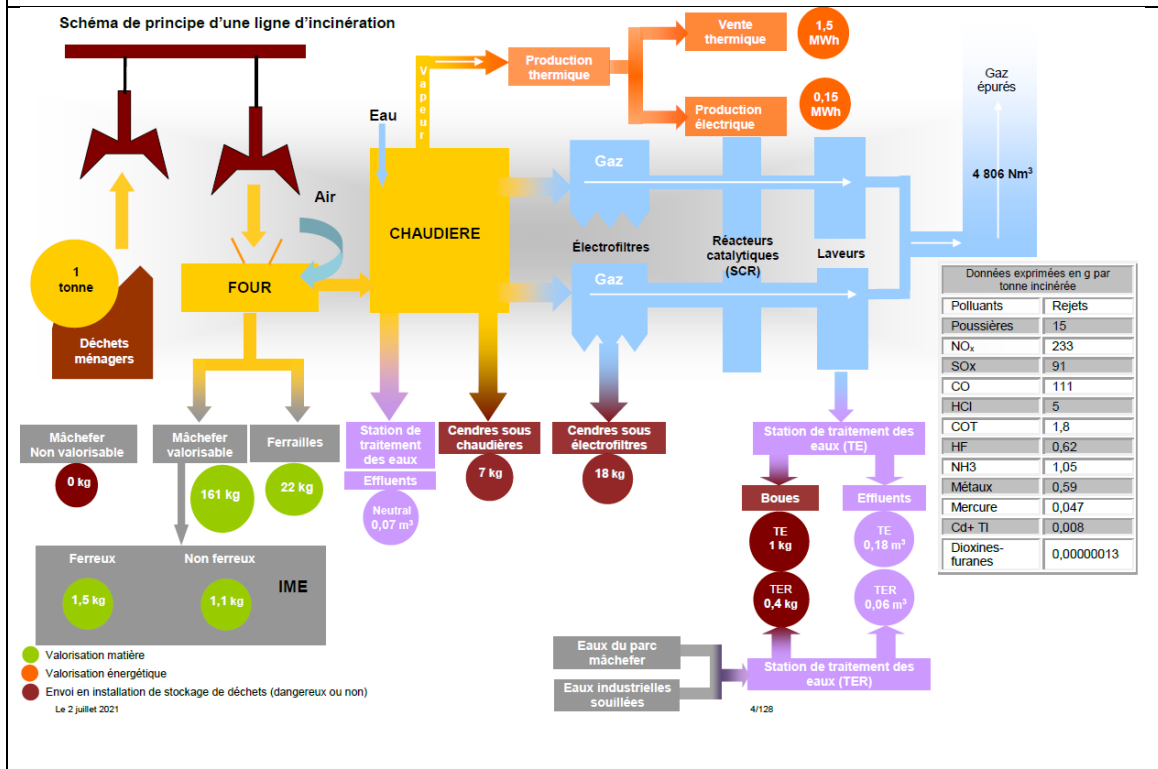 Schéma de principe d'une ligne d'incinération
Vente
thermique
1,5
MWh
Production
thermique
Production
électrique
0,15
MWh
Vapeur
Eau
Air
Gaz
épurés
4 806 Nm³
1
tonne
Déchets
ménagers
FOUR
CHAUDIERE
Gaz
Électrofiltres
Gaz
Réacteurs
catalytiques
(SCR)
Laveurs
Données exprimées en g par
tonne incinérée
Polluants Rejets
Poussières 15
NOₓ 233
SOx 91
CO 111
HCl 5
COT 1,8
HF 0,62
NH3 1,05
Métaux 0,59
Mercure 0,047
Cd+ Tl 0,008
Dioxines-
furanes 0,00000013
Mâchefer
Non valorisable
0 kg
Mâchefer
valorisable
161 kg
Ferrailles
22 kg
Station de
traitement
des eaux
Effluents
Neutral
0,07 m³
Cendres sous
chaudières
7 kg
Cendres sous
électrofiltres
18 kg
Station de traitement des
eaux (TE)
Boues
Effluents
TE
1 kg
TE
0,18 m³
TER
0,4 kg
TER
0,06 m³
Ferreux
Non ferreux
IME
1,5 kg
1,1 kg
Eaux du parc
mâchefer
Eaux industrielles
souillées
Station de traitement des
eaux (TER)
Valorisation matière
Valorisation énergétique
Envoi en installation de stockage de déchets (dangereux ou non)
Le 2 juillet 2021
4/128